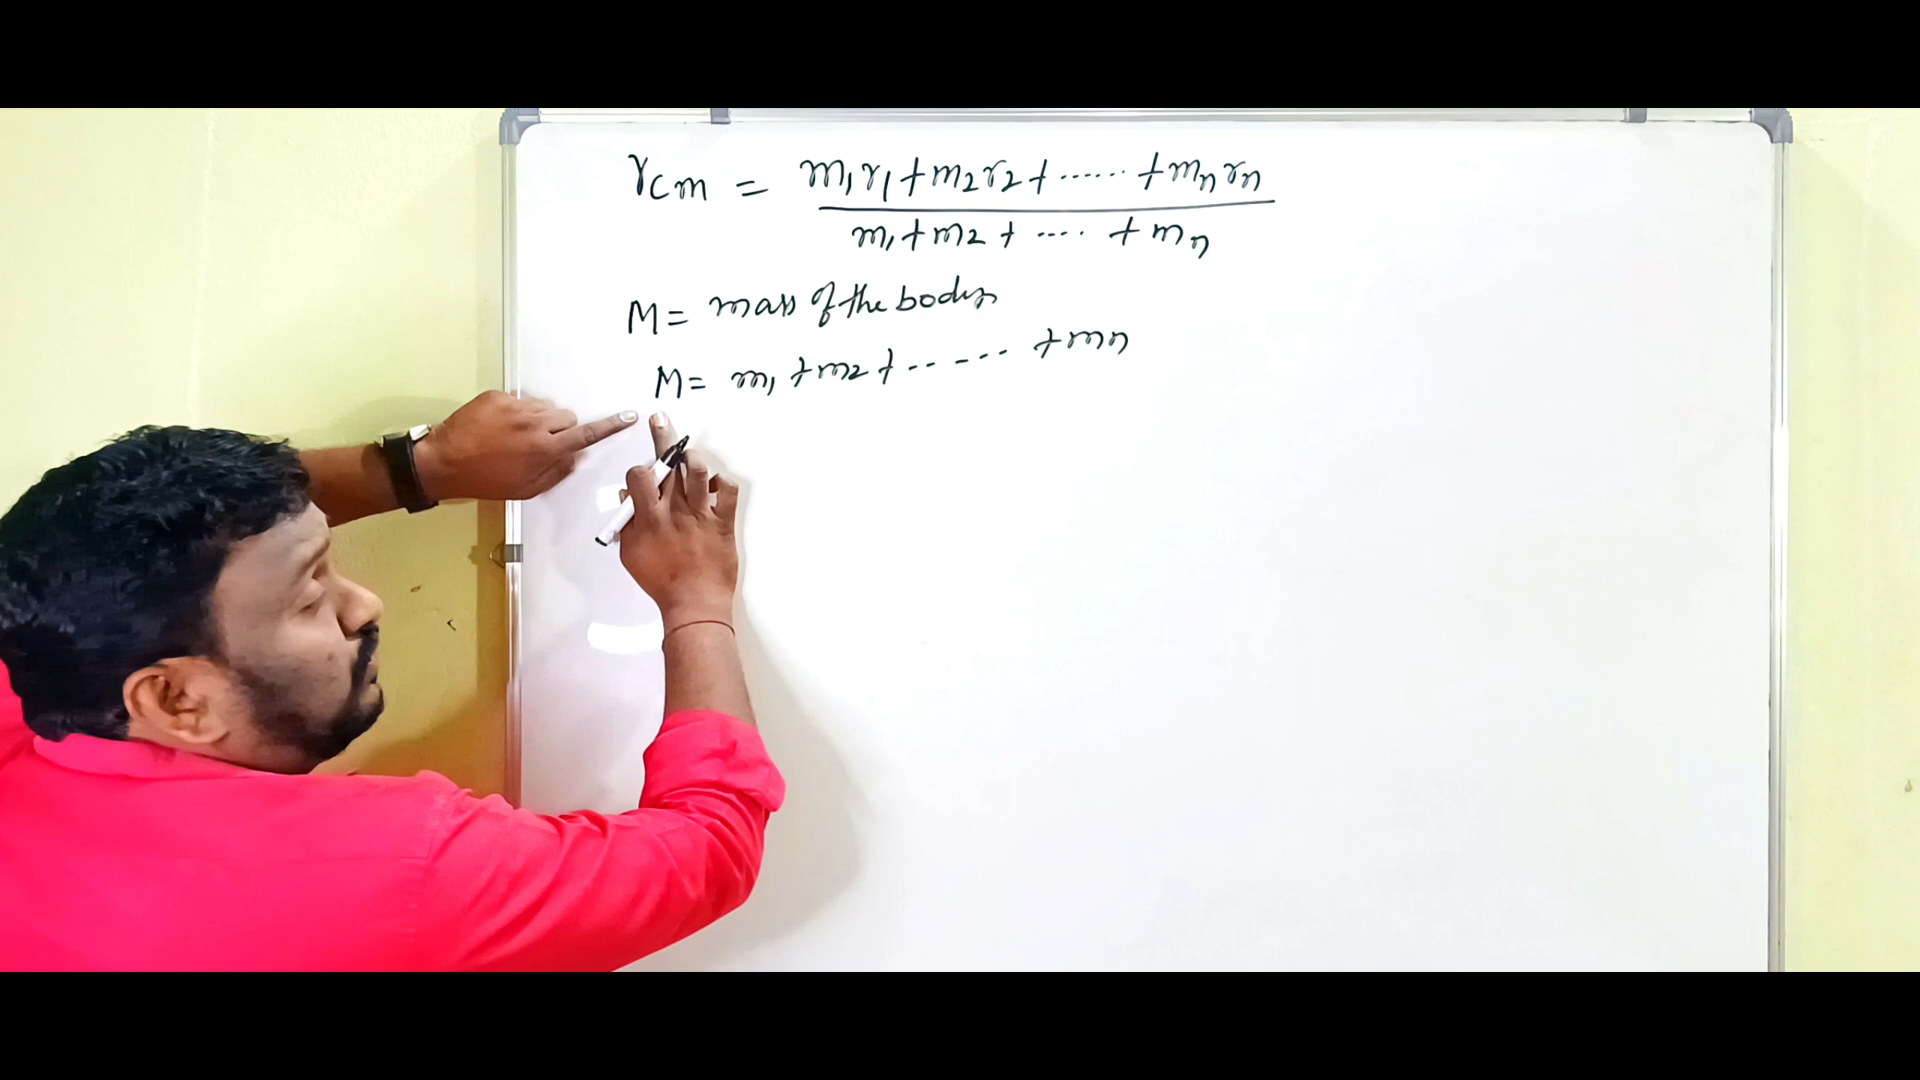 rcm = m1r1+m2r2+......+mnrn
m1+m2+....+mn
M = mass of the body
M = m1+m2+-----+mn